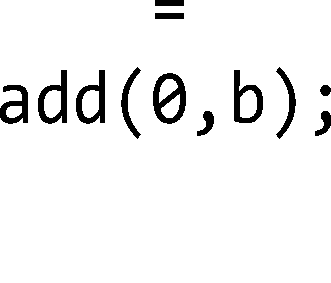 =
add(0,b);